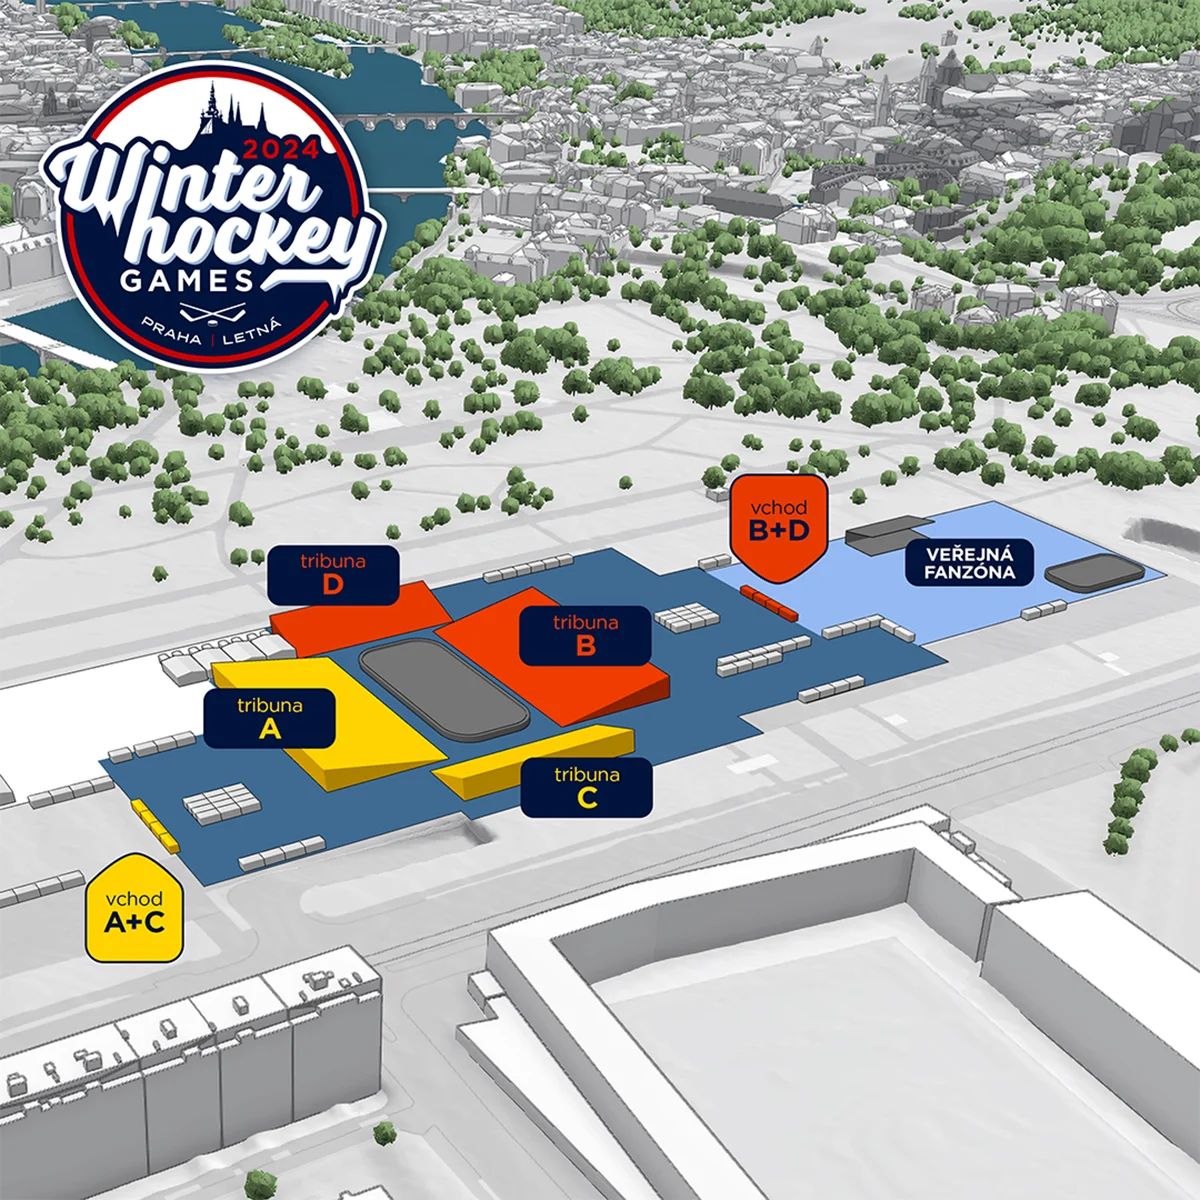 2024
Winter
hockey
GAMES
PRAHA | LETNÁ
vchod
B+D
VEŘEJNÁ
FANZÓNA
tribuna
D
tribuna
B
tribuna
A
tribuna
C
vchod
A+C